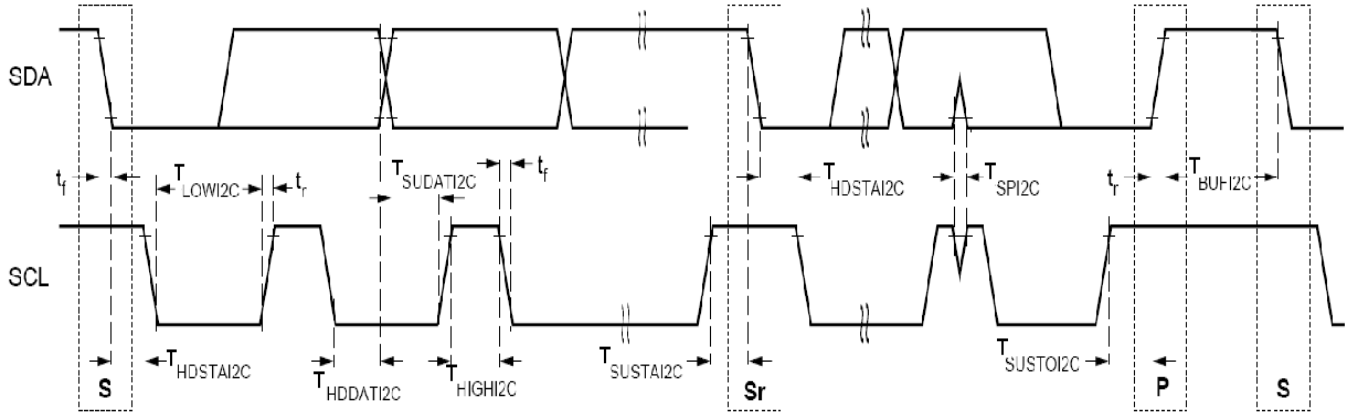 SDA
t_f
T_LOWI2C
t_r
T_SUDATI2C
t_f
T_HDSTAI2C
T_SPI2C
t_r
T_BUFI2C
SCL
T_HDSTAI2C
T_HDDATI2C
T_HIGHI2C
T_SUSTAI2C
T_SUSTOI2C
S
Sr
P
S